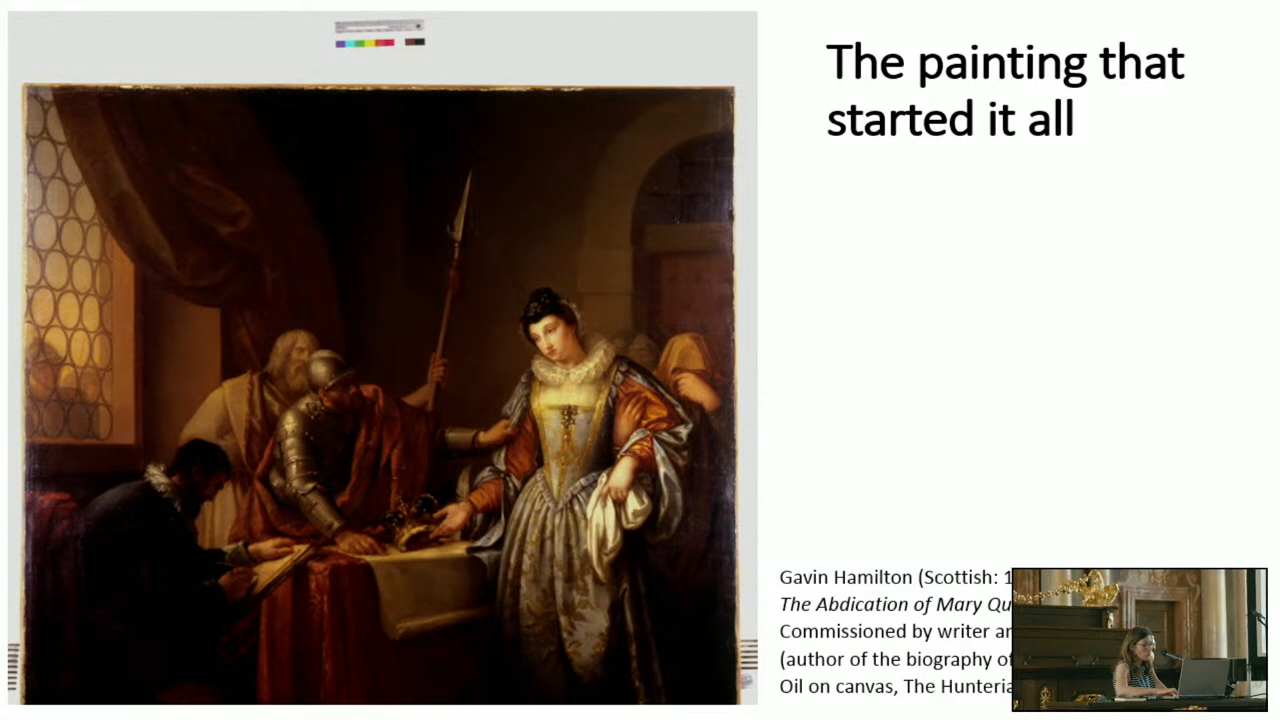 The painting that
started it all
Gavin Hamilton (Scottish: 1
The Abdication of Mary Qu
Commissioned by writer an
(author of the biography of
Oil on canvas, The Hunteria